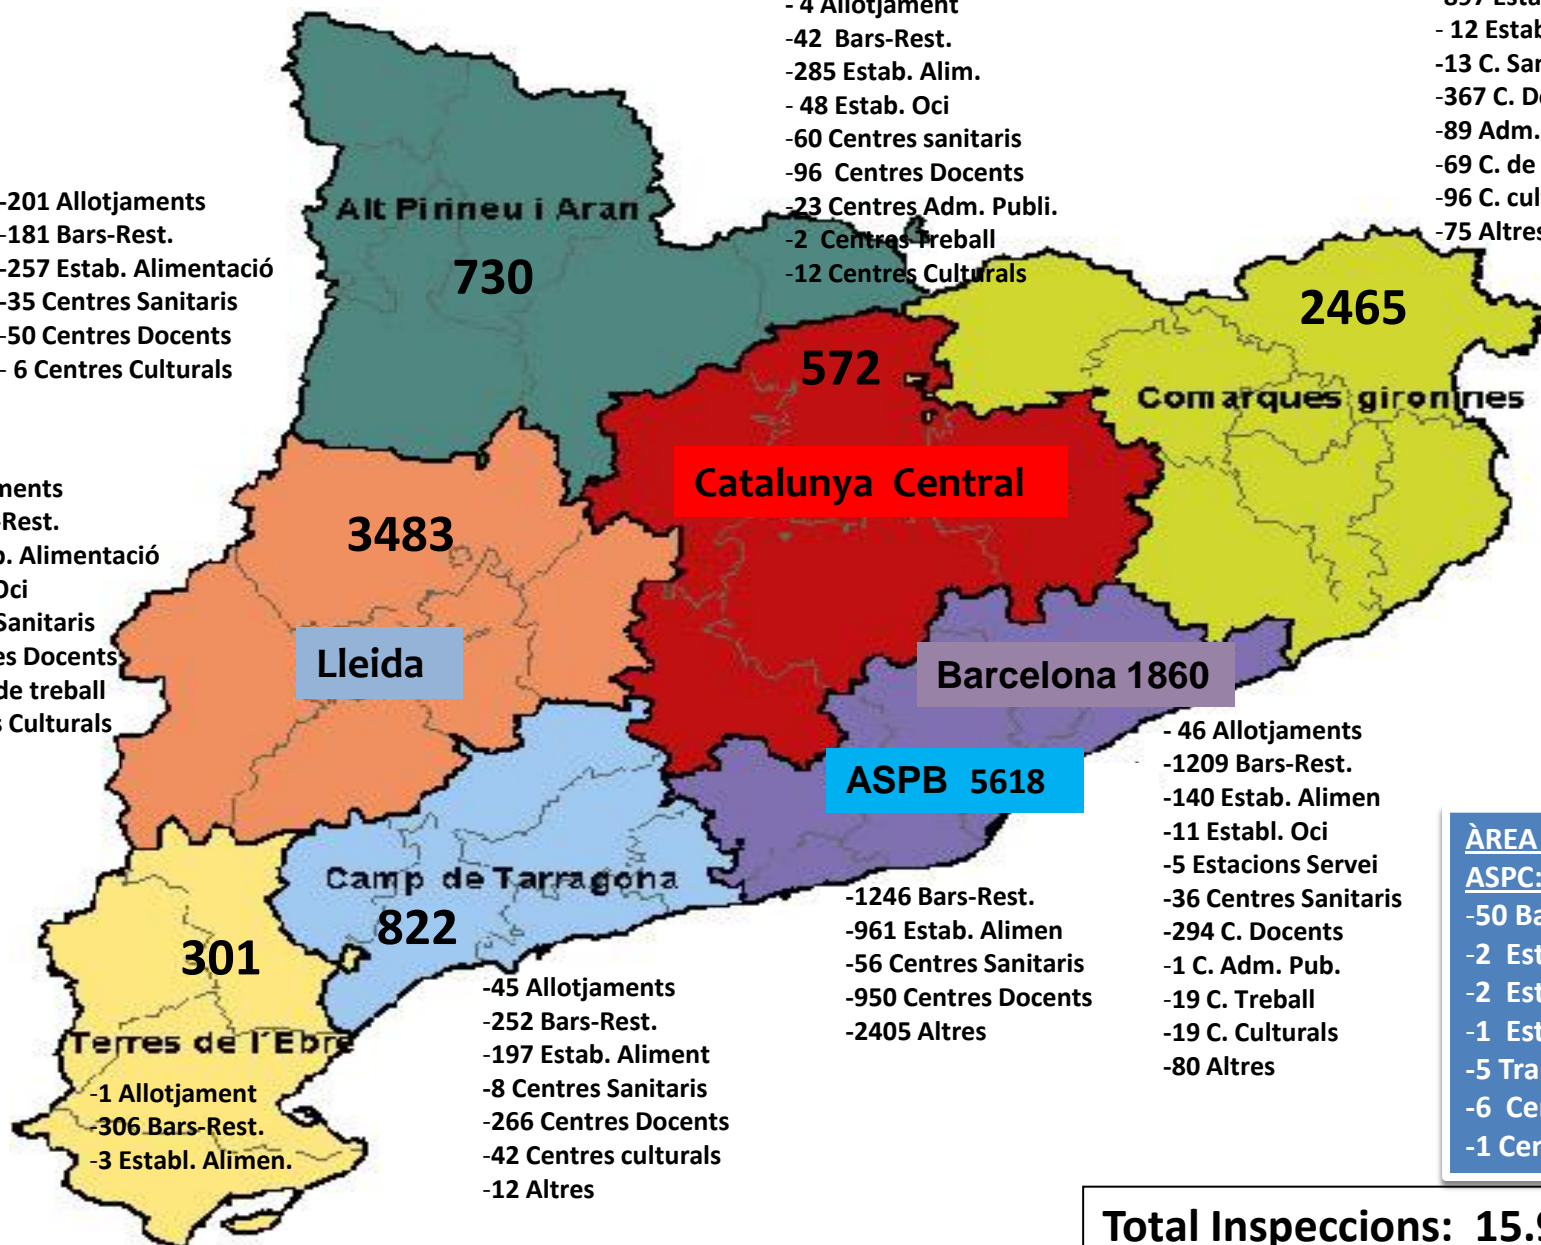 - 4 Allotjament
-42 Bars-Rest.
-285 Estab. Alim.
- 48 Estab. Oci
-60 Centres sanitaris
-96 Centres Docents
-23 Centres Adm. Publi.
-2 Centres Treball
-12 Centres Culturals
- 12
-13 C.
-367 C.
-89 Adm.
-69 C. de
-96 C.
-75 Altres
-201 Allotjaments
-181 Bars-Rest.
-257 Estab. Alimentació
-35 Centres Sanitaris
-50 Centres Docents
- 6 Centres Culturals
Alt Pirineu i Aran
730
2465
Comarques gironines
572
Catalunya Central
Rest.
Alimentació
Oci
Sanitaris
Docents
de treball
Culturals
3483
Lleida
Barcelona 1860
ASPB 5618
- 46 Allotjaments
-1209 Bars-Rest.
-140 Estab. Alimen
-11 Establ. Oci
-5 Estacions Servei
-36 Centres Sanitaris
-294 C. Docents
-1 C. Adm. Pub.
-19 C. Treball
-19 C. Culturals
-80 Altres
-1246 Bars-Rest.
-961 Estab. Alimen
-56 Centres Sanitaris
-950 Centres Docents
-2405 Altres
Camp de Tarragona
822
-45 Allotjaments
-252 Bars-Rest.
-197 Estab. Aliment
-8 Centres Sanitaris
-266 Centres Docents
-42 Centres culturals
-12 Altres
301
Terres de l'Ebre
-1 Allotjament
-306 Bars-Rest.
-3 Establ. Alimen.
ÀREA
ASPC:
-50
-2
-2
-1
-5
-6
-1
Total Inspeccions: